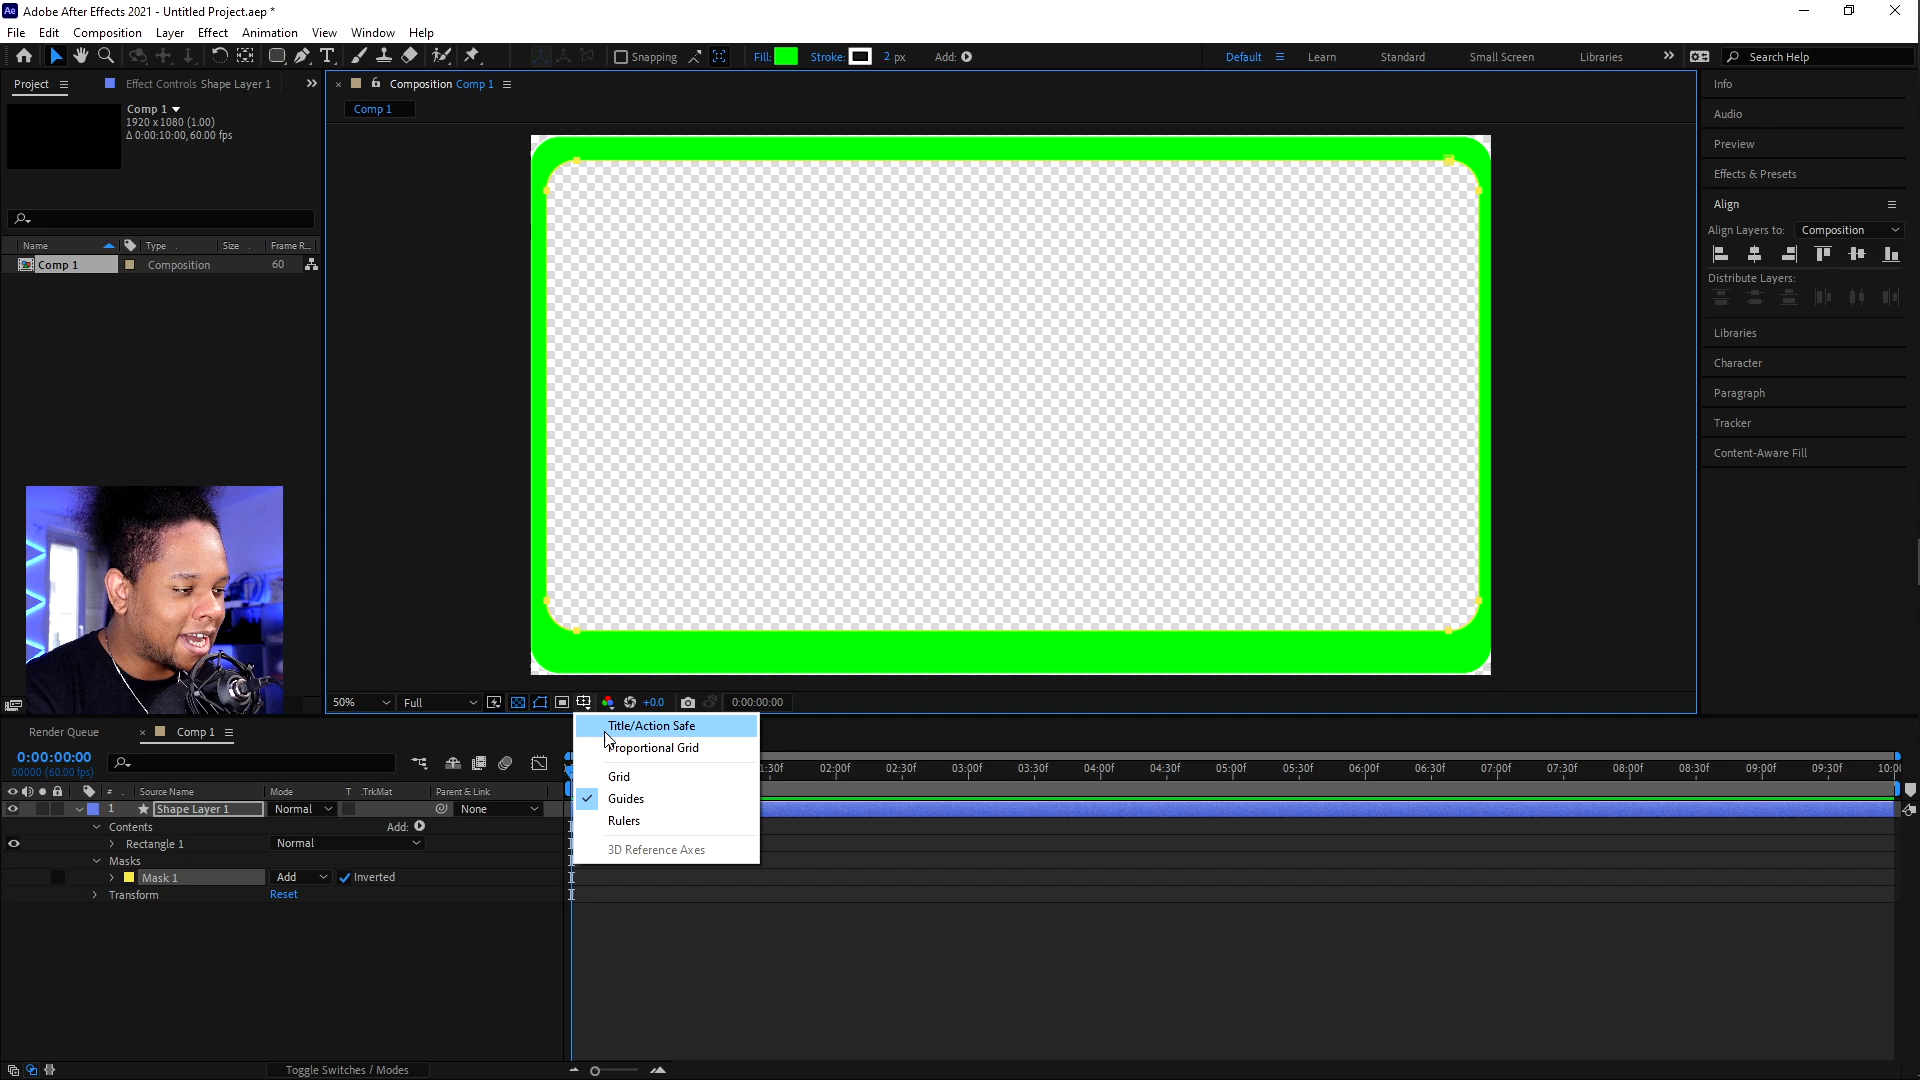 Ae Adobe After Effects 2021 - Untitled Project.aep *
File Edit Composition Layer Effect Animation View Window Help
Snapping Fill: Stroke: 2 px Add: Default Learn Standard Small Screen Libraries Search Help
Project Effect Controls Shape Layer 1 Composition Comp 1
Comp 1
1920 x 1080 (1.00)
Δ 0:00:10:00, 60.00 fps
Comp 1
Name Type Size Frame R...
Comp 1 Composition 60
Info
Audio
Preview
Effects & Presets
Align
Align Layers to: Composition
Distribute Layers:
Libraries
Character
Paragraph
Tracker
Content-Aware Fill
50% Full +0.0 0:00:00:00
Title/Action Safe
Proportional Grid
Grid
Guides
Rulers
3D Reference Axes
Render Queue Comp 1
0:00:00:00
00000 (60.00 fps)
1:30f 02:00f 02:30f 03:00f 03:30f 04:00f 04:30f 05:00f 05:30f 06:00f 06:30f 07:00f 07:30f 08:00f 08:30f 09:00f 09:30f 10:00
# Source Name Mode T .TrkMat Parent & Link
1 Shape Layer 1 Normal None
Contents Add:
Rectangle 1 Normal
Masks
Mask 1 Add Inverted
Transform Reset
Toggle Switches / Modes